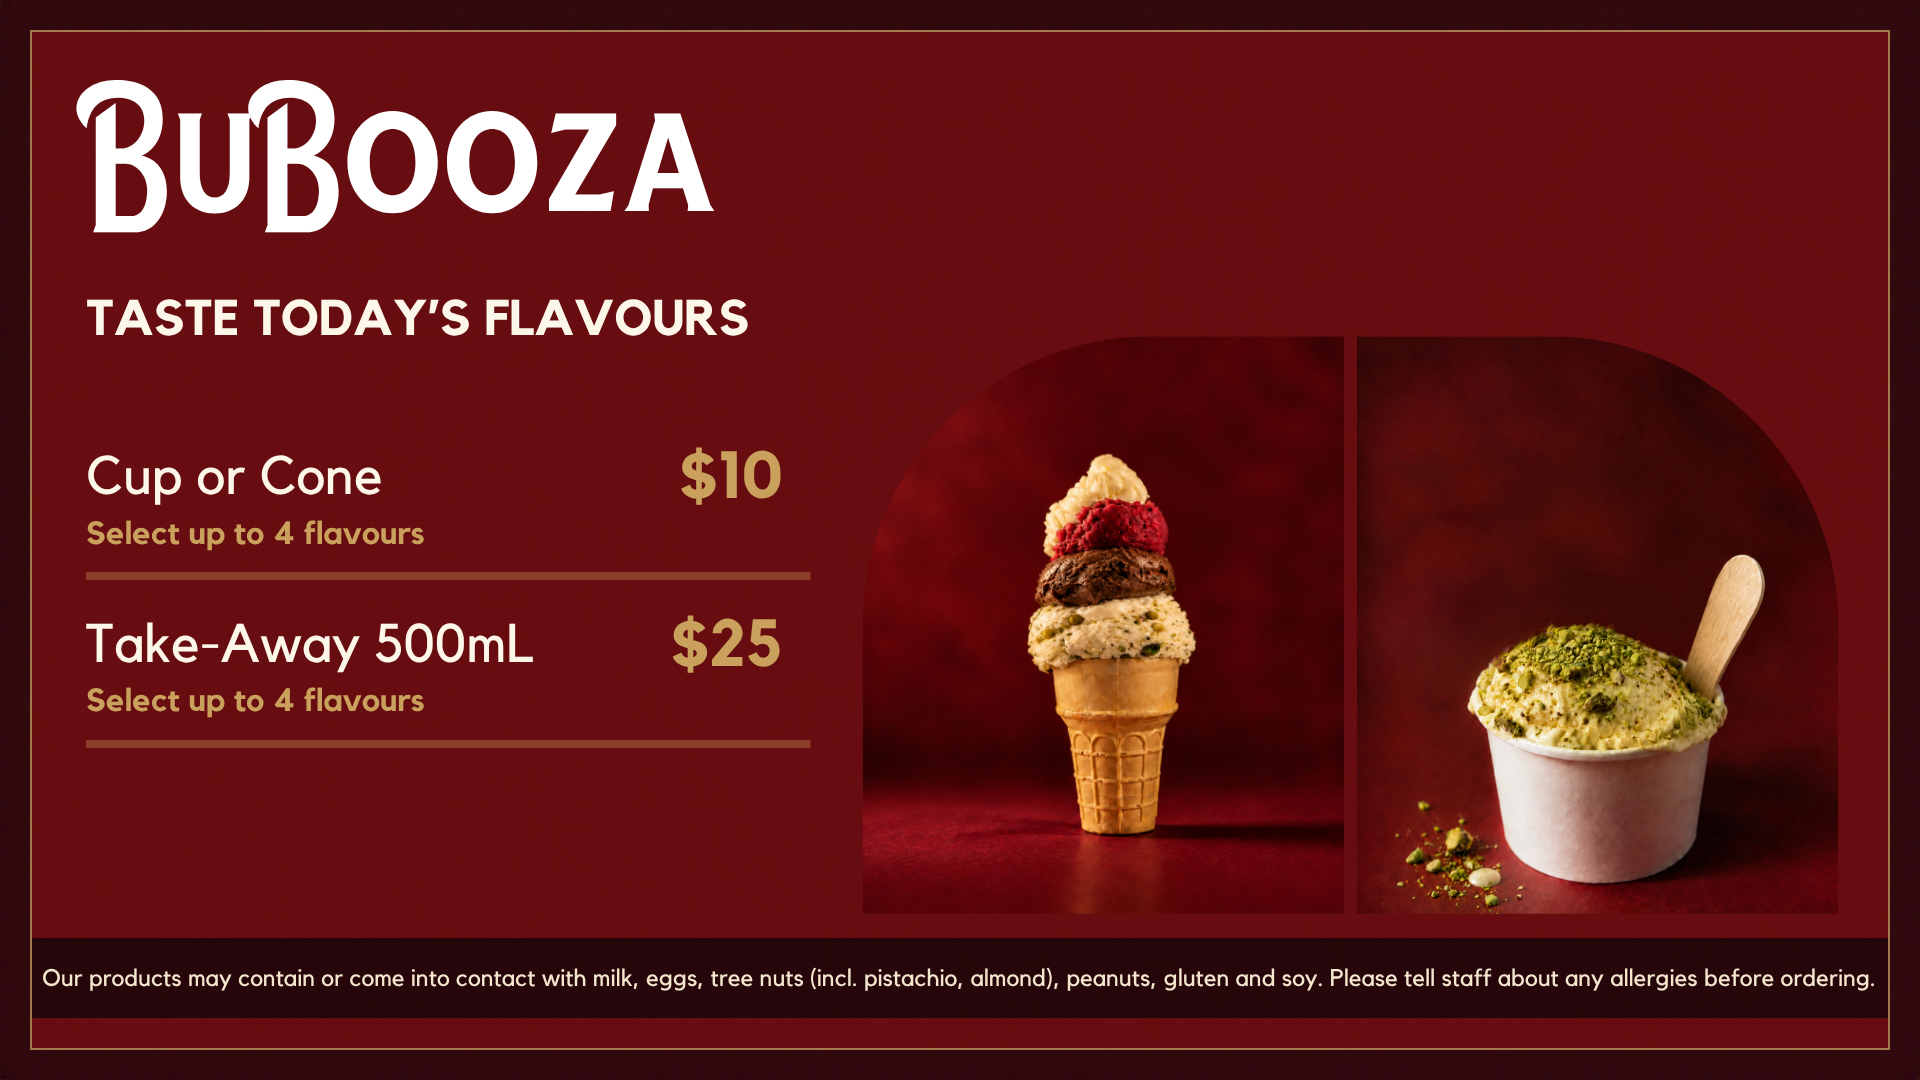 BUBOOZA
TASTE TODAY’S FLAVOURS
Cup or Cone $10
Select up to 4 flavours
Take-Away 500mL $25
Select up to 4 flavours
Our products may contain or come into contact with milk, eggs, tree nuts (incl. pistachio, almond), peanuts, gluten and soy. Please tell staff about any allergies before ordering.